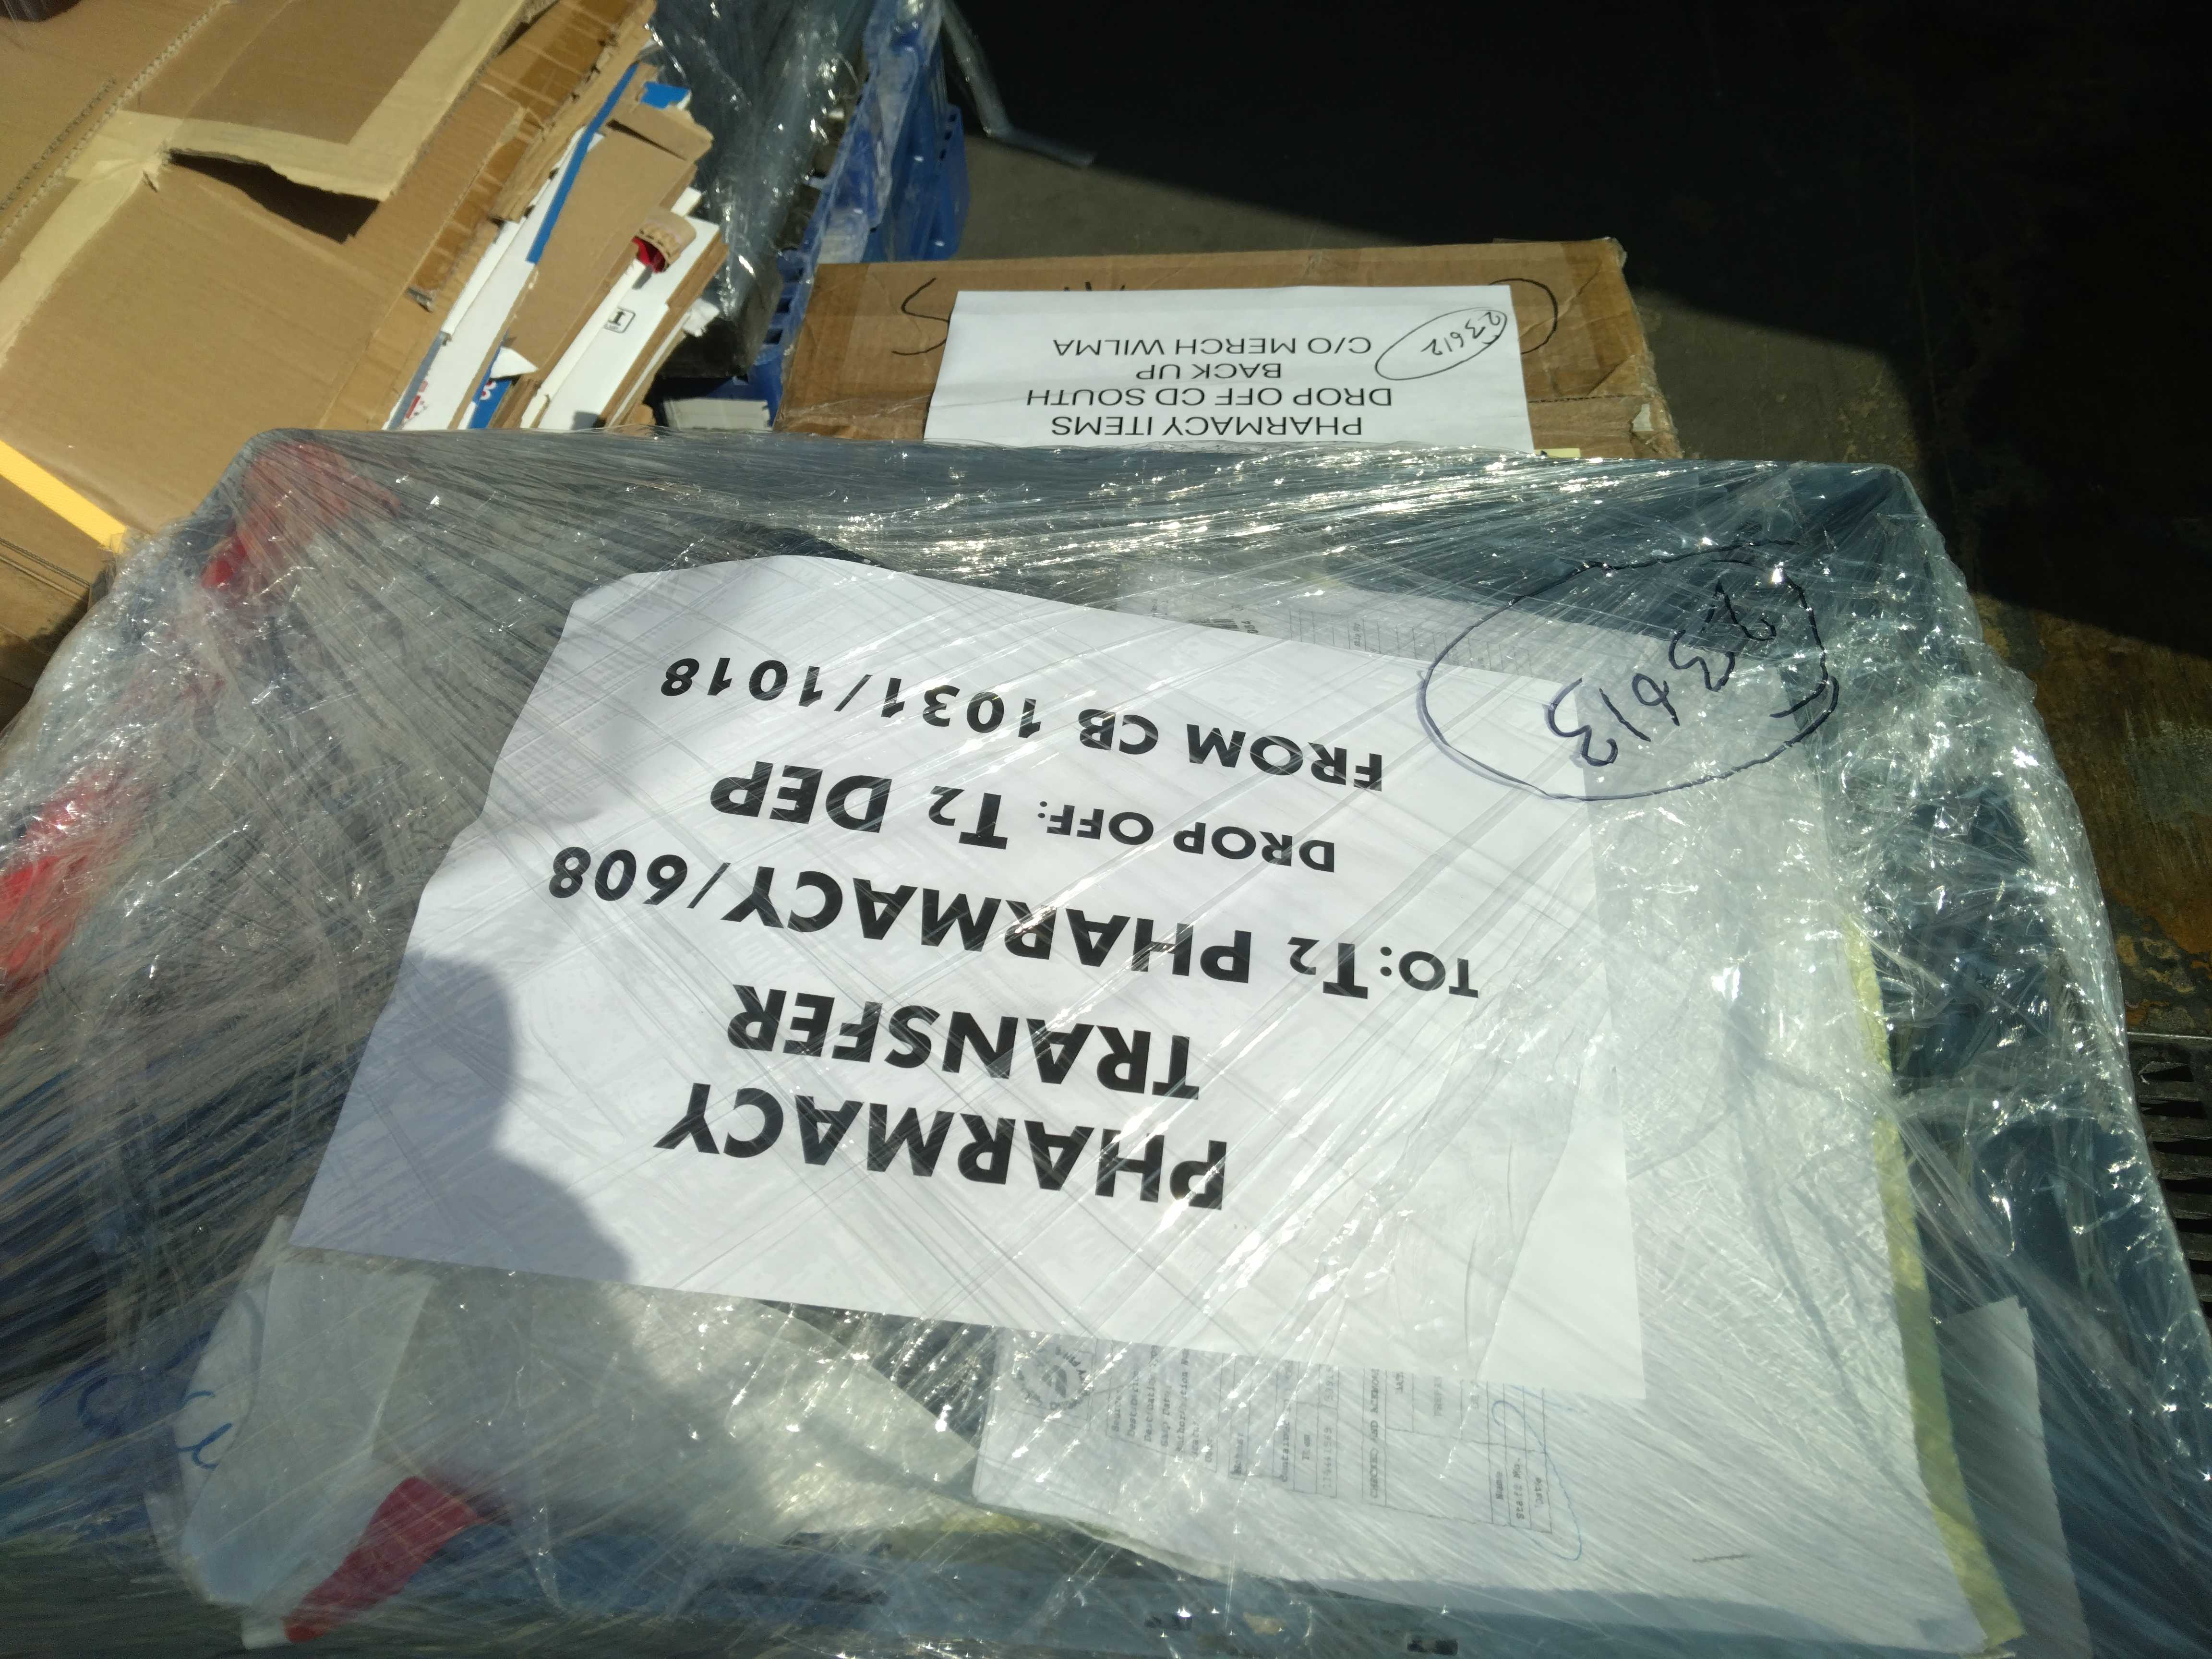 PHARMACY
TRANSFER
TO:T2 PHARMACY/608
DROP OFF: T2 DEP
FROM CB 1031/1018
23613
PHARMACY ITEMS
DROP OFF CD SOUTH
BACK UP
C/O MERCH WILMA
23612